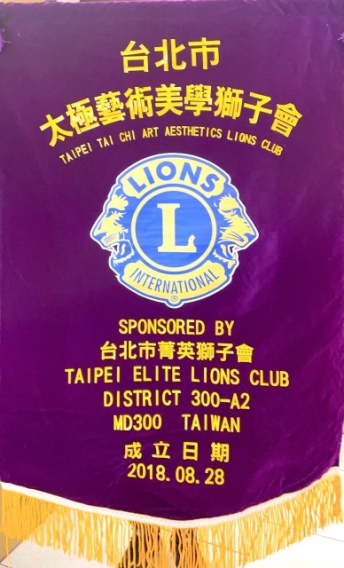 台北市
太極藝術美學獅子會
TAIPEI TAI CHI ART AESTHETICS LIONS CLUB
LIONS
L
INTERNATIONAL
®
SPONSORED BY
台北市菁英獅子會
TAIPEI ELITE LIONS CLUB
DISTRICT 300-A2
MD300 TAIWAN
成立日期
2018.08.28